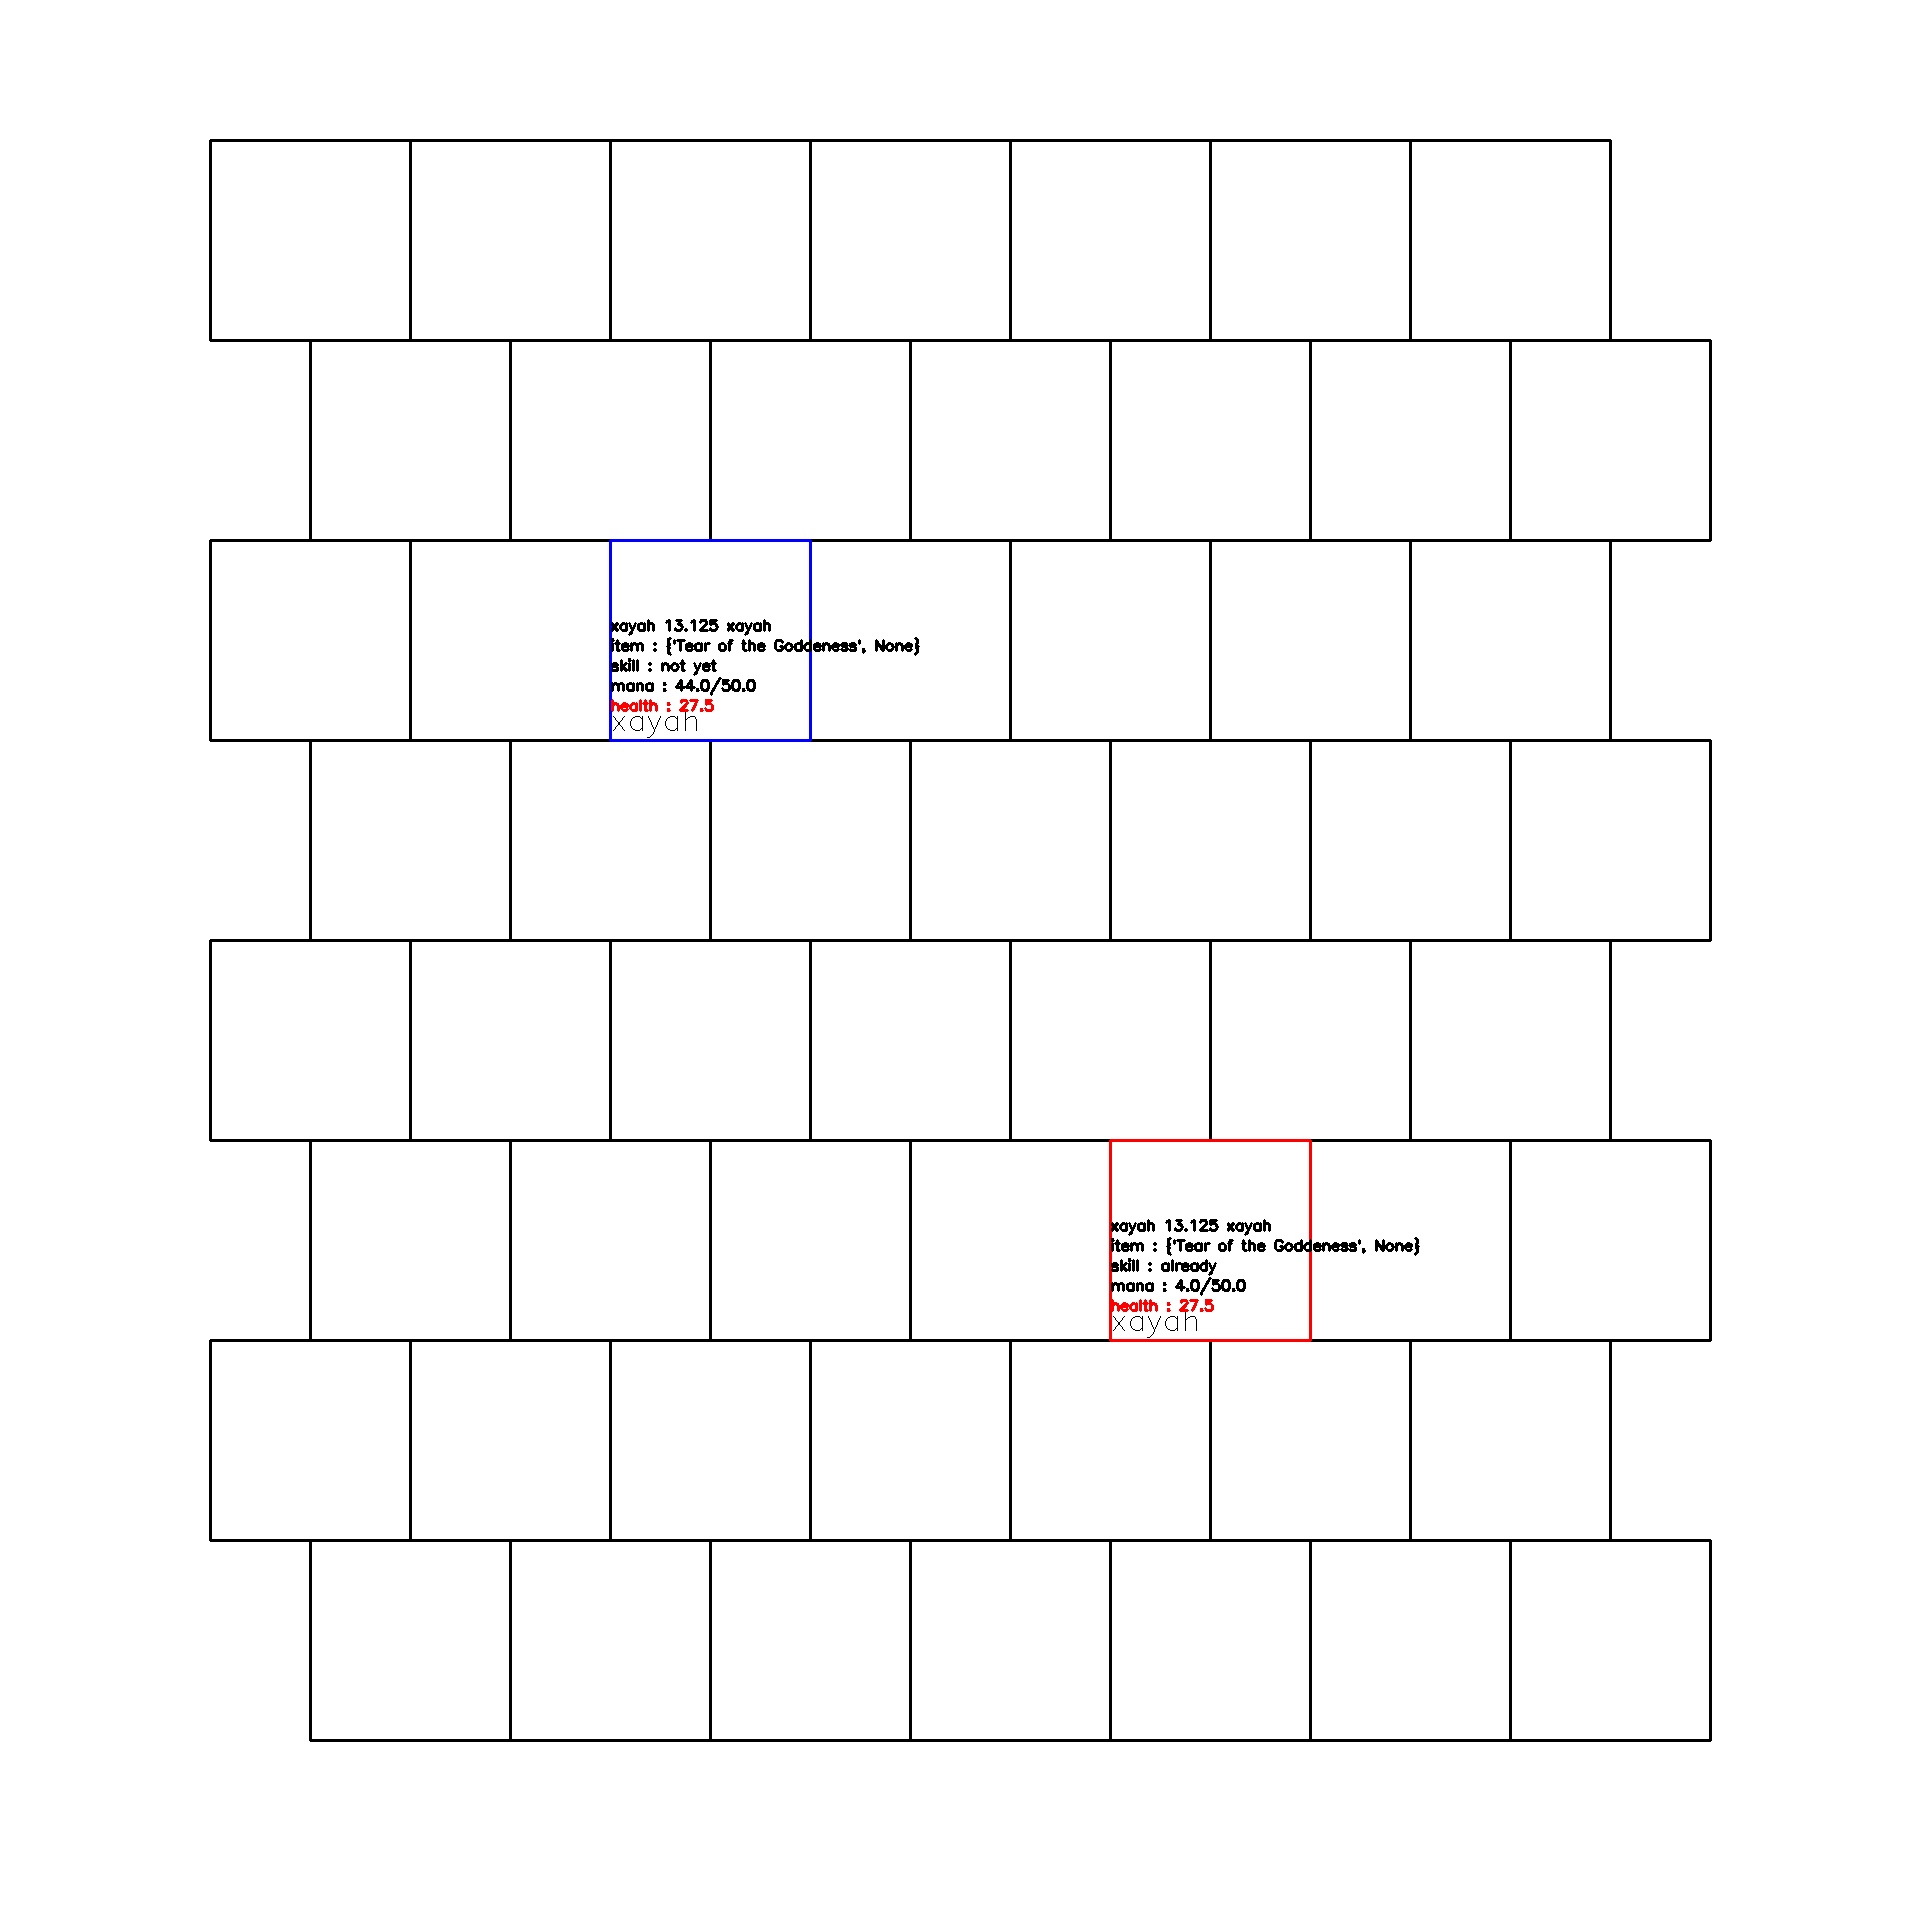 xayah 13.125 xayah
item : {'Tear of the Goddeness', None}
skill : not yet
mana : 44.0/50.0
health : 27.5
xayah
xayah 13.125 xayah
item : {'Tear of the Goddeness', None}
skill : already
mana : 4.0/50.0
health : 27.5
xayah